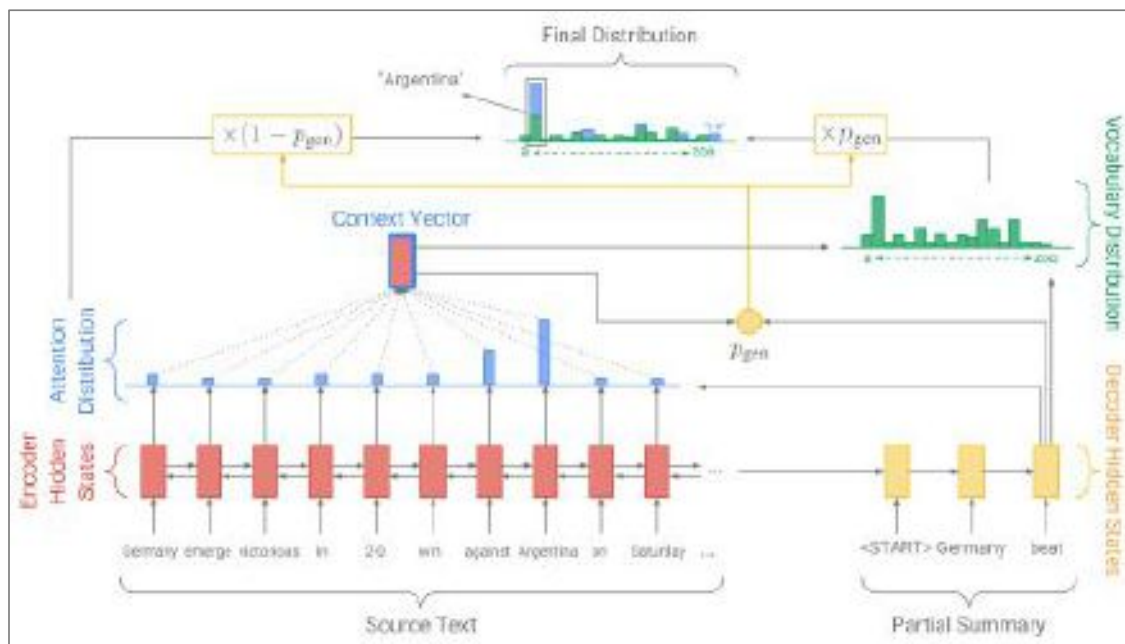 Final Distribution
"Argentina"
×(1 − p_gen)
×p_gen
Context Vector
Vocabulary Distribution
p_gen
Attention Distribution
Encoder Hidden States
Decoder Hidden States
...
Germany emerge victorious in 2-0 win against Argentina on Saturday ...
<START> Germany beat
Source Text
Partial Summary